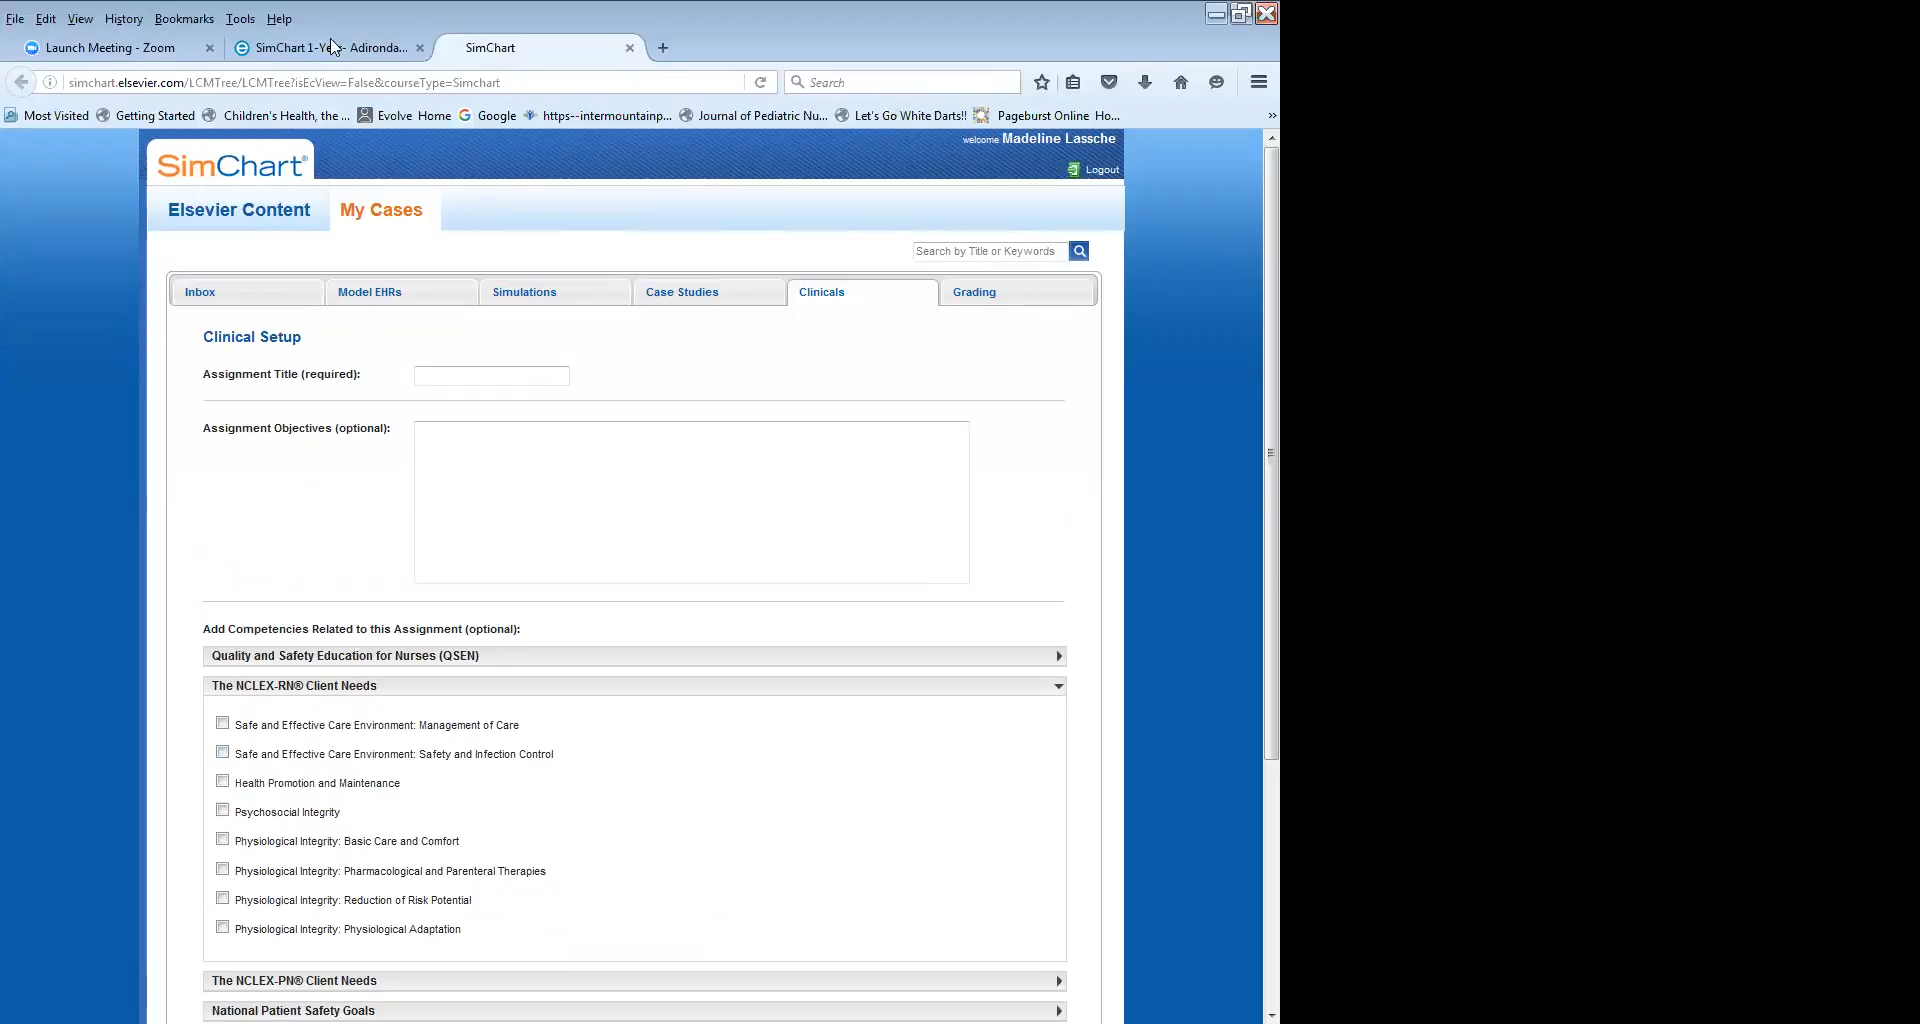 File Edit View History Bookmarks Tools Help
Launch Meeting - Zoom
SimChart 1-Ye - Adironda...
SimChart
simchart.elsevier.com/LCMTree/LCMTree?isEcView=False&courseType=Simchart
Search
Most Visited Getting Started Children's Health, the ... Evolve Home Google https--intermountainp... Journal of Pediatric Nu... Let's Go White Darts!! Pageburst Online Ho... »
welcome Madeline Lassche
SimChart®
Logout
Elsevier Content My Cases
Search by Title or Keywords
Inbox Model EHRs Simulations Case Studies Clinicals Grading
Clinical Setup
Assignment Title (required):
Assignment Objectives (optional):
Add Competencies Related to this Assignment (optional):
Quality and Safety Education for Nurses (QSEN)
The NCLEX-RN® Client Needs
Safe and Effective Care Environment: Management of Care
Safe and Effective Care Environment: Safety and Infection Control
Health Promotion and Maintenance
Psychosocial Integrity
Physiological Integrity: Basic Care and Comfort
Physiological Integrity: Pharmacological and Parenteral Therapies
Physiological Integrity: Reduction of Risk Potential
Physiological Integrity: Physiological Adaptation
The NCLEX-PN® Client Needs
National Patient Safety Goals